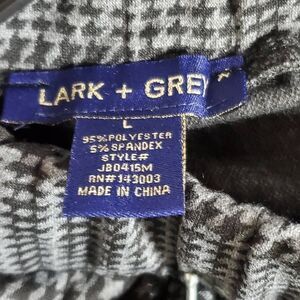 LARK + GREY
L
95% POLYESTER
5% SPANDEX
STYLE#
JB0415M
RN# 143003
MADE IN CHINA